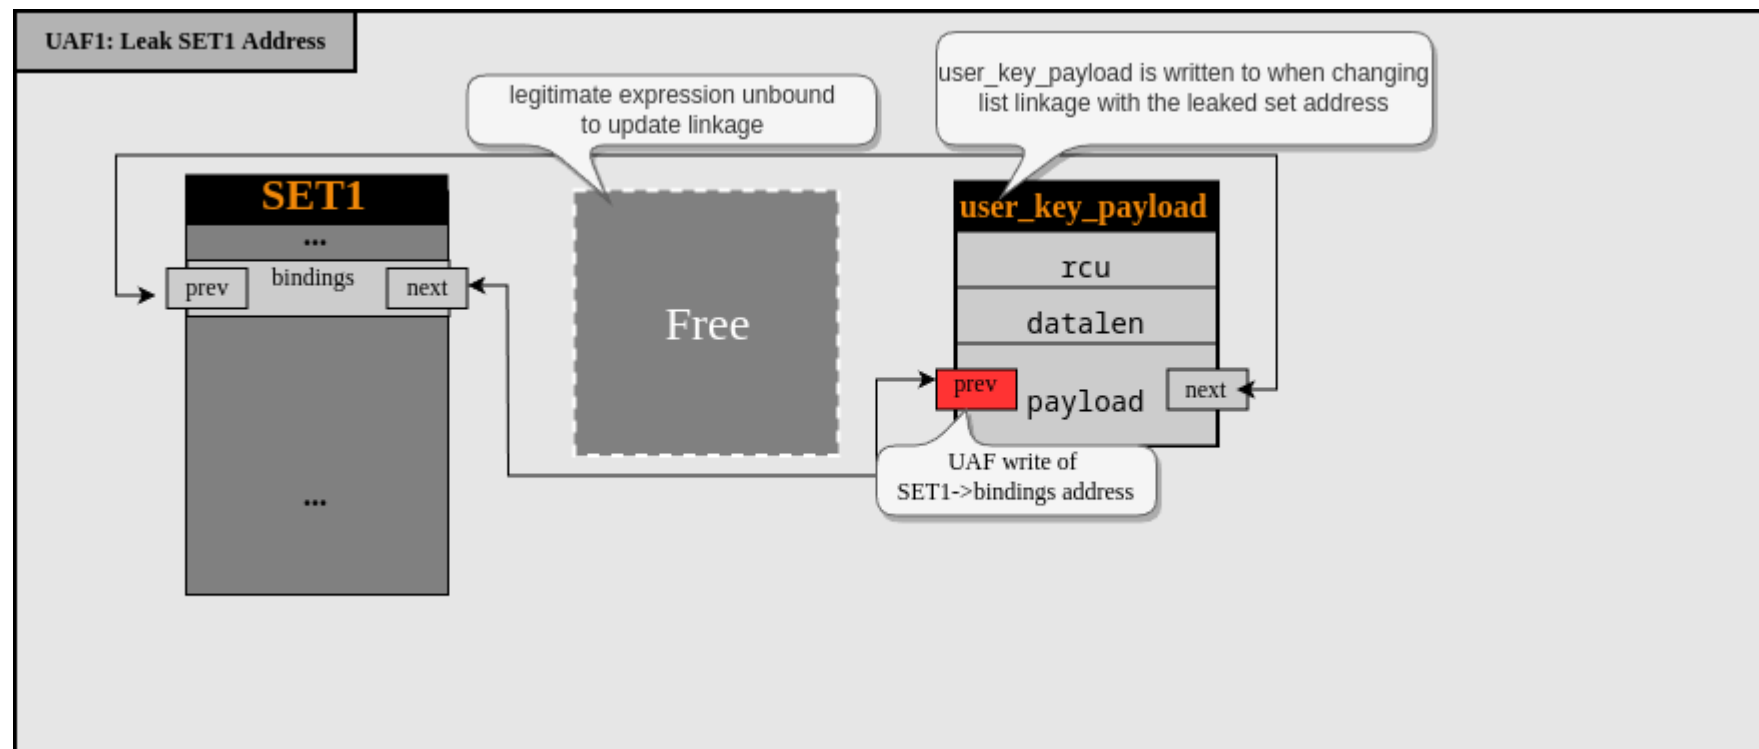 UAF1: Leak SET1 Address
legitimate expression unbound
to update linkage
user_key_payload is written to when changing
list linkage with the leaked set address
SET1
...
prev
bindings
next
...
Free
user_key_payload
rcu
datalen
prev
payload
next
UAF write of
SET1->bindings address